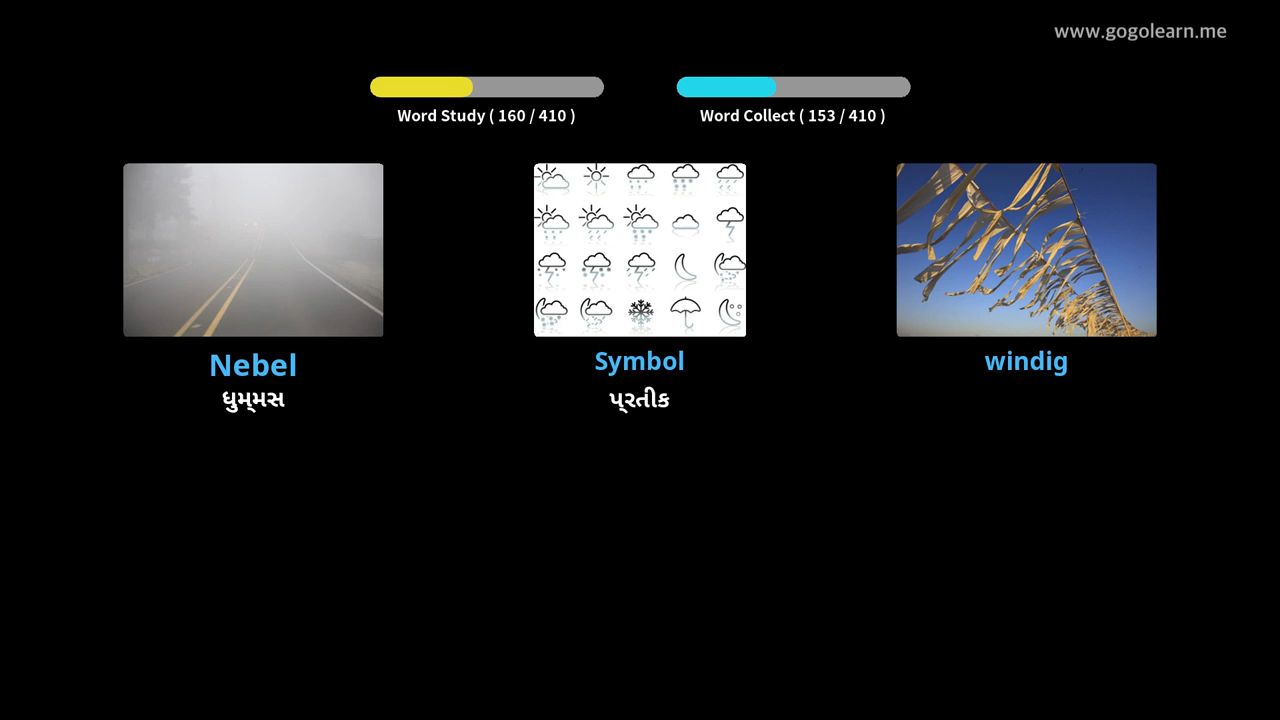 www.gogolearn.me
Word Study ( 160 / 410 )
Word Collect ( 153 / 410 )
Nebel
ધુમ્મસ
Symbol
પ્રતીક
windig